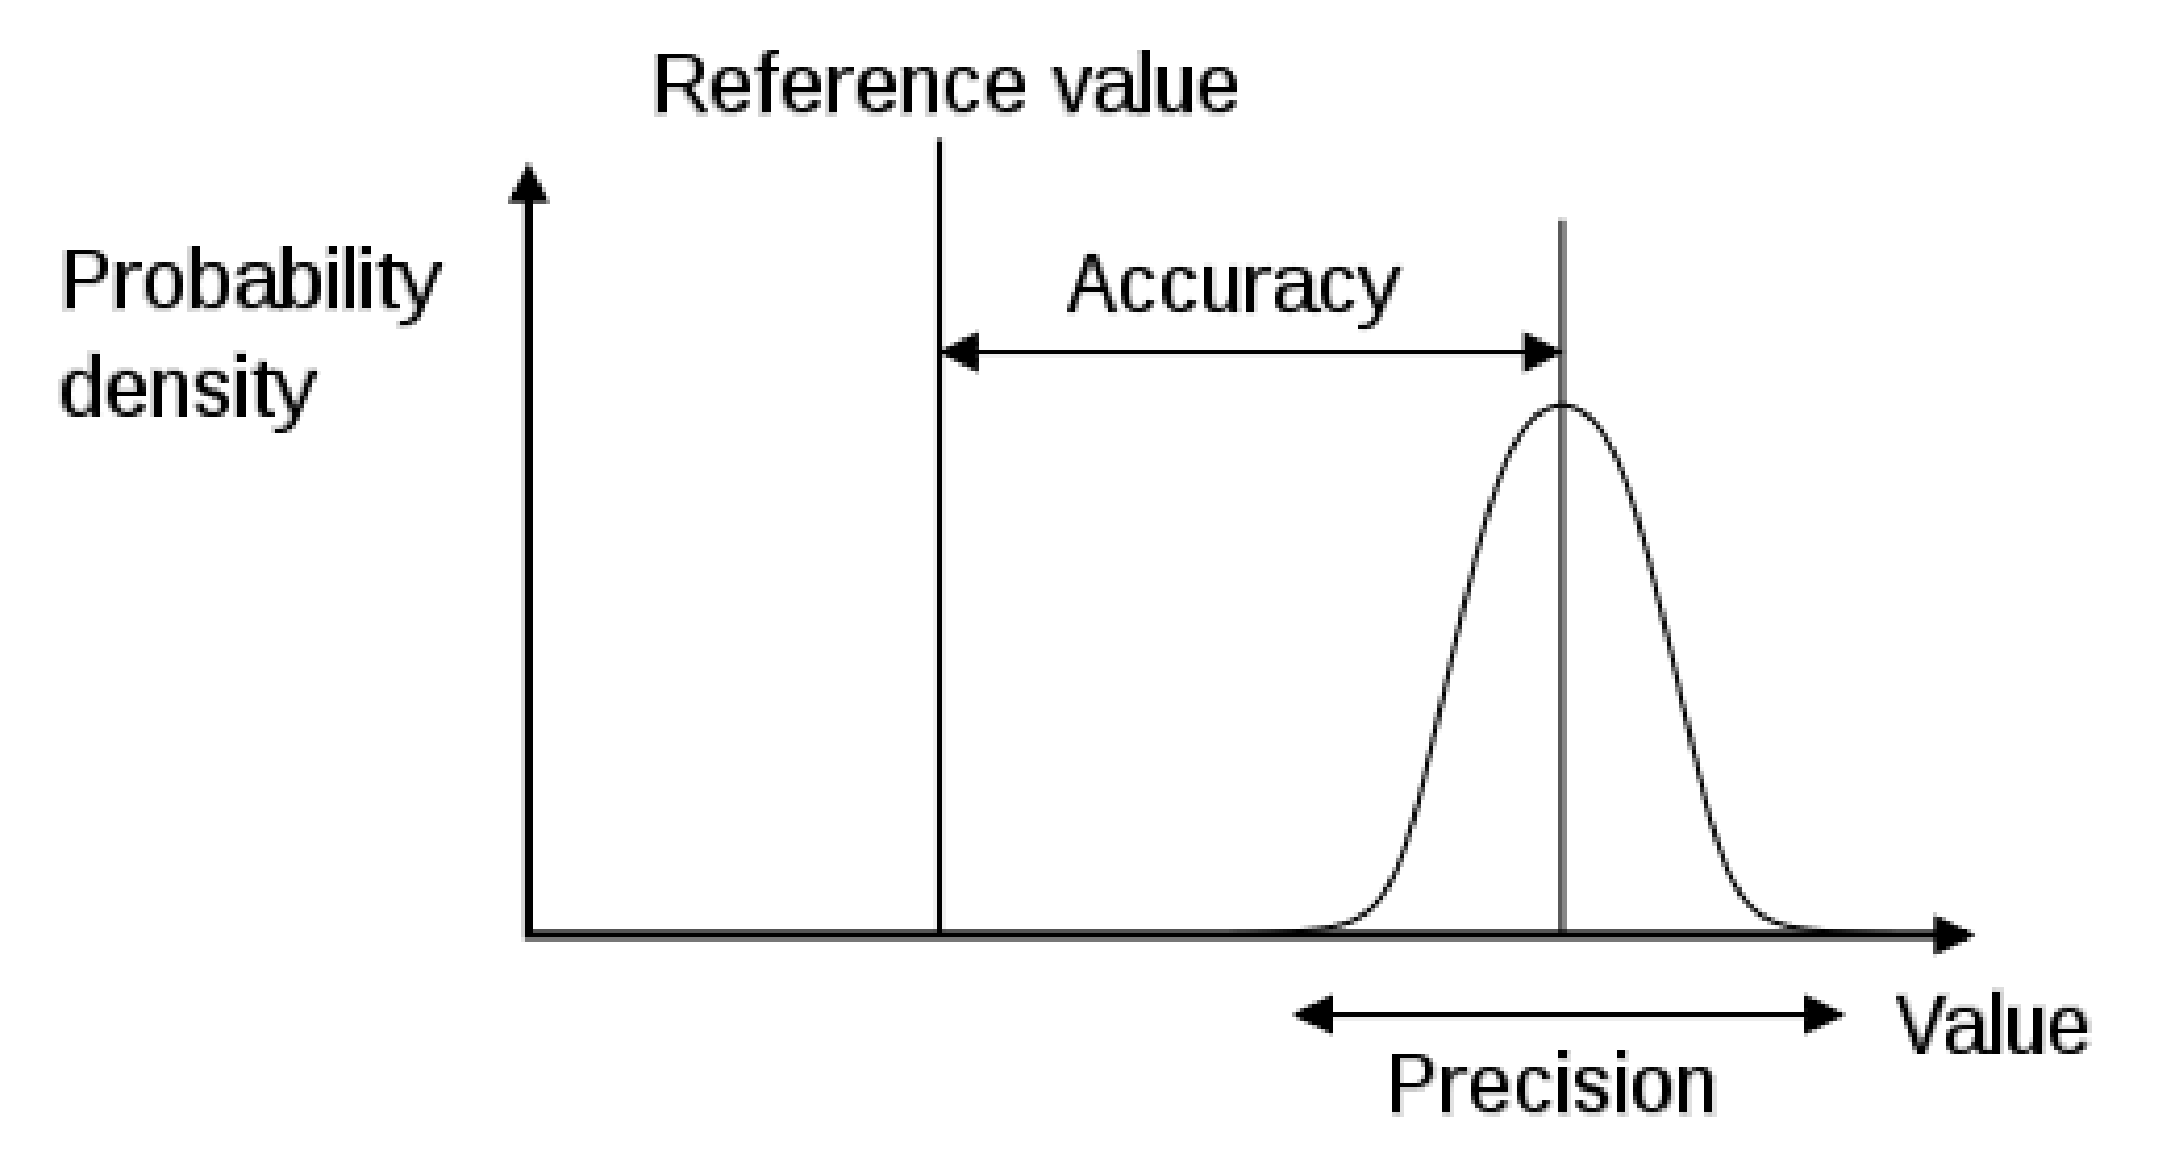 Reference value
Probability
density
Accuracy
Precision
Value